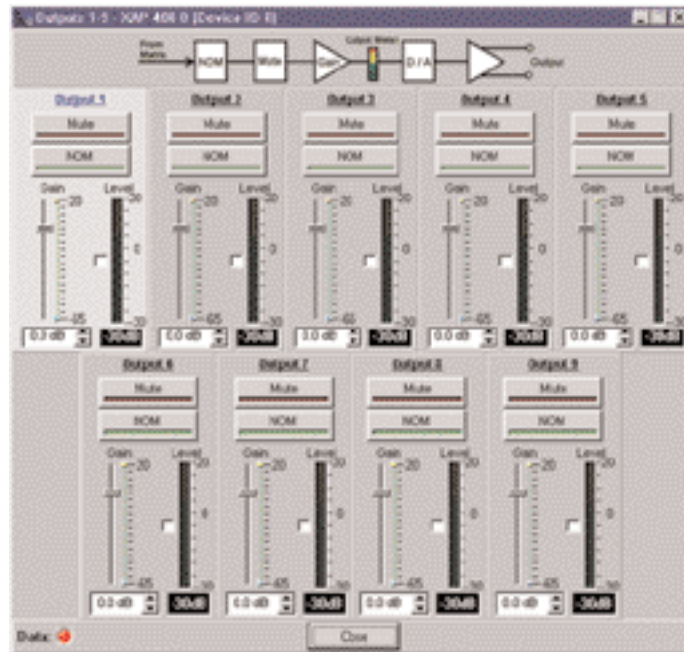 Outputs 1-9 - XAP 400 0 (Device ID 0)
From Matrix
NOM
Mute
Gain
Output Meter
D / A
Output
Output 1
Output 2
Output 3
Output 4
Output 5
Mute
Mute
Mute
Mute
Mute
NOM
NOM
NOM
NOM
NOM
Gain Level
Gain Level
Gain Level
Gain Level
Gain Level
20 20
20 20
20 20
20 20
20 20
0
0
0
0
0
-65 -30
-65 -30
-65 -30
-65 -30
-65 -30
0.0 dB -30dB
0.0 dB -30dB
0.0 dB -30dB
0.0 dB -30dB
0.0 dB -30dB
Output 6
Output 7
Output 8
Output 9
Mute
Mute
Mute
Mute
NOM
NOM
NOM
NOM
Gain Level
Gain Level
Gain Level
Gain Level
20 20
20 20
20 20
20 20
0
0
0
0
-65 -30
-65 -30
-65 -30
-65 -30
0.0 dB -30dB
0.0 dB -30dB
0.0 dB -30dB
0.0 dB -30dB
Data:
Close